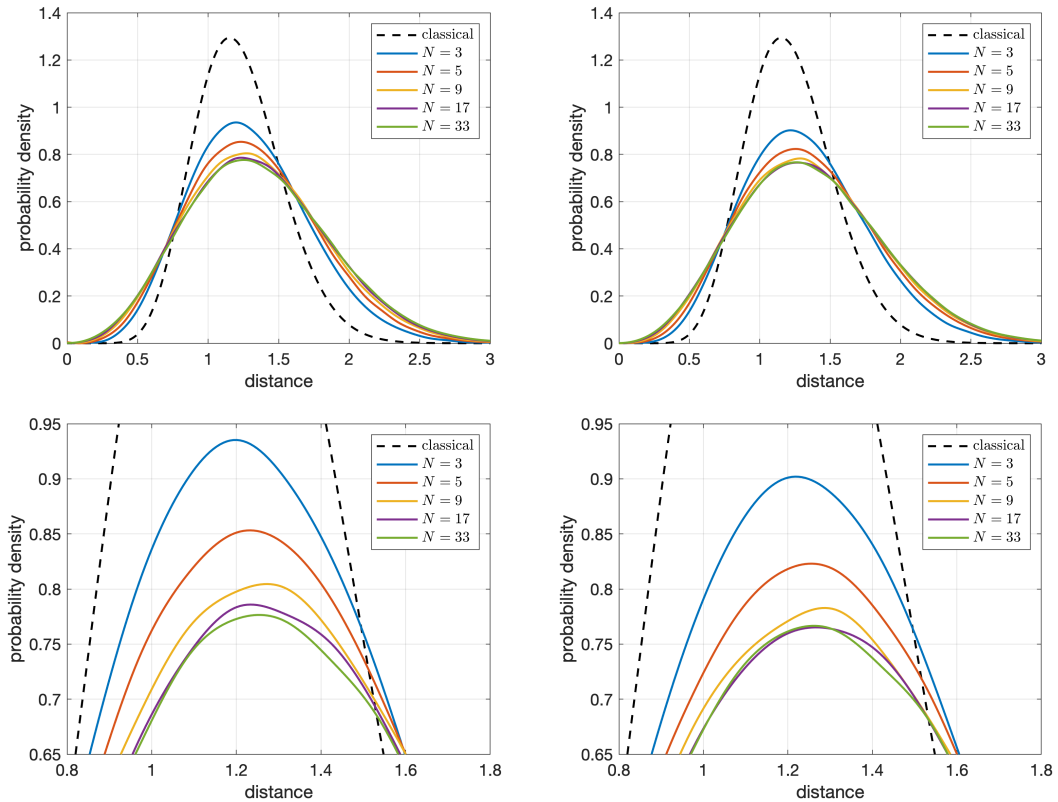 1.4
1.2
1
0.8
0.6
0.4
0.2
0
probability density
0
0.5
1
1.5
2
2.5
3
distance
classical
N = 3
N = 5
N = 9
N = 17
N = 33
1.4
1.2
1
0.8
0.6
0.4
0.2
0
probability density
0
0.5
1
1.5
2
2.5
3
distance
classical
N = 3
N = 5
N = 9
N = 17
N = 33
0.95
0.9
0.85
0.8
0.75
0.7
0.65
probability density
0.8
1
1.2
1.4
1.6
1.8
distance
classical
N = 3
N = 5
N = 9
N = 17
N = 33
0.95
0.9
0.85
0.8
0.75
0.7
0.65
probability density
0.8
1
1.2
1.4
1.6
1.8
distance
classical
N = 3
N = 5
N = 9
N = 17
N = 33